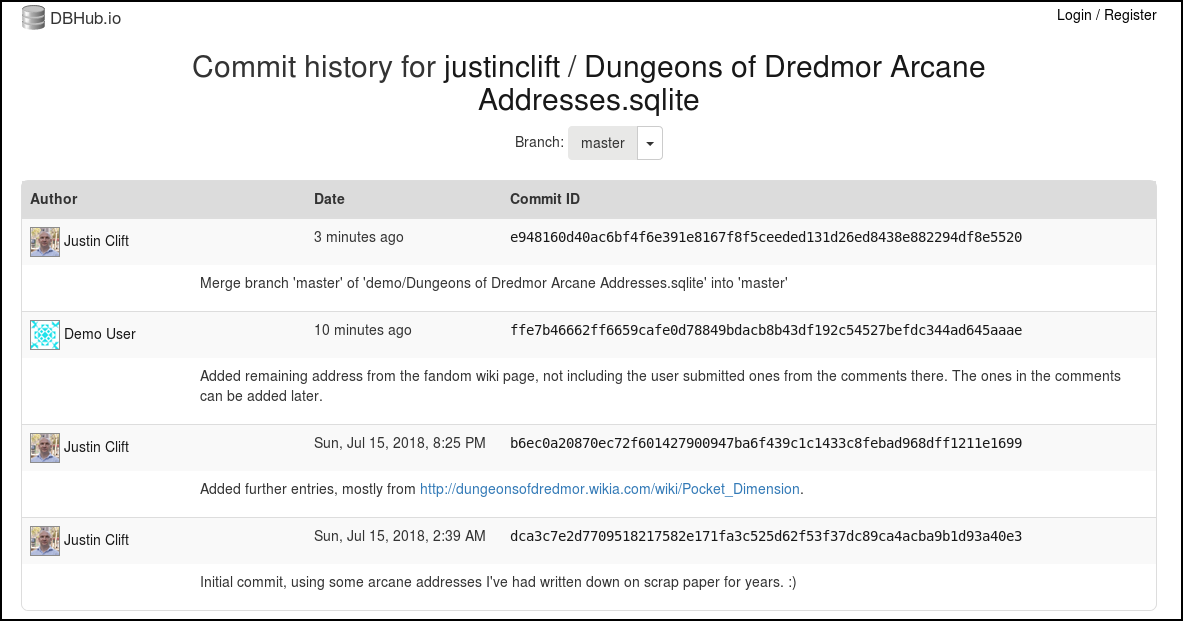 DBHub.io
Login / Register
Commit history for justinclift / Dungeons of Dredmor Arcane
Addresses.sqlite
Branch: master
Author Date Commit ID
Justin Clift 3 minutes ago e948160d40ac6bf4f6e391e8167f8f5ceeded131d26ed8438e882294df8e5520
Merge branch 'master' of 'demo/Dungeons of Dredmor Arcane Addresses.sqlite' into 'master'
Demo User 10 minutes ago ffe7b46662ff6659cafe0d78849bdacb8b43df192c54527befdc344ad645aaae
Added remaining address from the fandom wiki page, not including the user submitted ones from the comments there. The ones in the comments
can be added later.
Justin Clift Sun, Jul 15, 2018, 8:25 PM b6ec0a20870ec72f601427900947ba6f439c1c1433c8febad968dff1211e1699
Added further entries, mostly from http://dungeonsofdredmor.wikia.com/wiki/Pocket_Dimension.
Justin Clift Sun, Jul 15, 2018, 2:39 AM dca3c7e2d7709518217582e171fa3c525d62f53f37dc89ca4acba9b1d93a40e3
Initial commit, using some arcane addresses I've had written down on scrap paper for years. :)